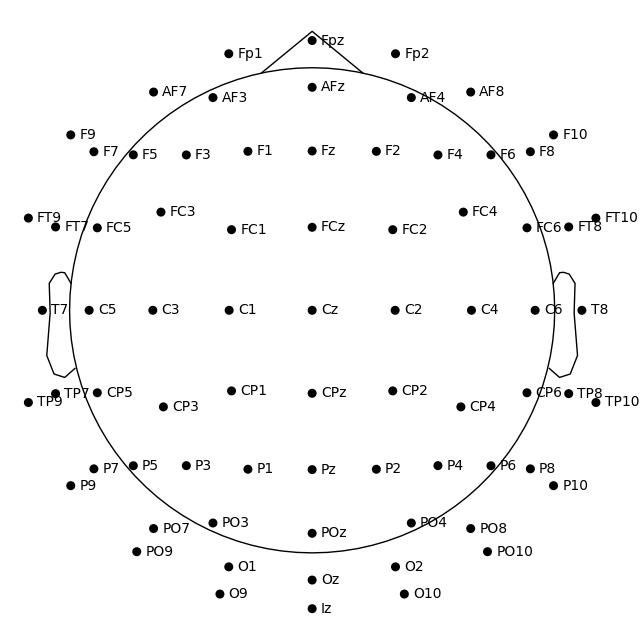 Fpz
Fp1 Fp2
AFz
AF7 AF8
AF3 AF4
F9 F10
F7 F5 F3 F1 Fz F2 F4 F6 F8
FC3 FC4
FT9 FT10
FT7 FC5 FC1 FCz FC2 FC6 FT8
T7 C5 C3 C1 Cz C2 C4 C6 T8
TP7 CP5 CP1 CPz CP2 CP6 TP8
TP9 CP3 CP4 TP10
P7 P5 P3 P1 Pz P2 P4 P6 P8
P9 P10
PO7 PO3 POz PO4 PO8
PO9 PO10
O1 O2
Oz
O9 O10
Iz